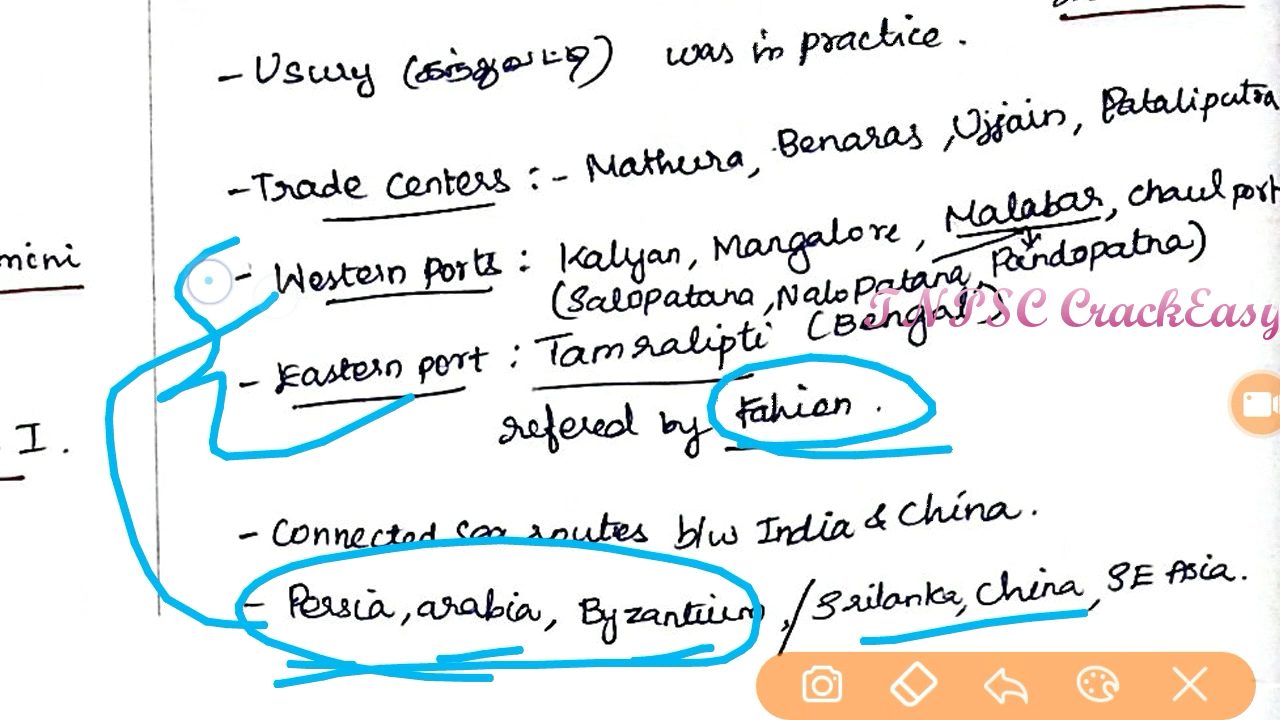 - Usury (கந்துவட்டி) was in practice.
- Trade centers :- Mathura, Benaras, Ujjain, Pataliputra
mini
- Western ports : Kalyan, Mangalore, Malabar, chaul port
(Salopatana, Nalopatana, Pandopatna)
TNPSC CrackEasy
- Eastern port : Tamralipti (Bengal)
refered by Fahien.
I.
- Connected sea routes b/w India & China.
- Persia, arabia, Byzantium, / Srilanka, China, SE Asia.